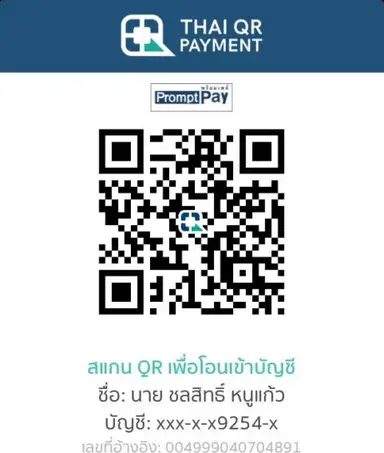 THAI QR
PAYMENT
พร้อมเพย์
PromptPay
สแกน QR เพื่อโอนเข้าบัญชี
ชื่อ: นาย ชลสิทธิ์ หนูแก้ว
บัญชี: xxx-x-x9254-x
เลขที่อ้างอิง: 004999040704891